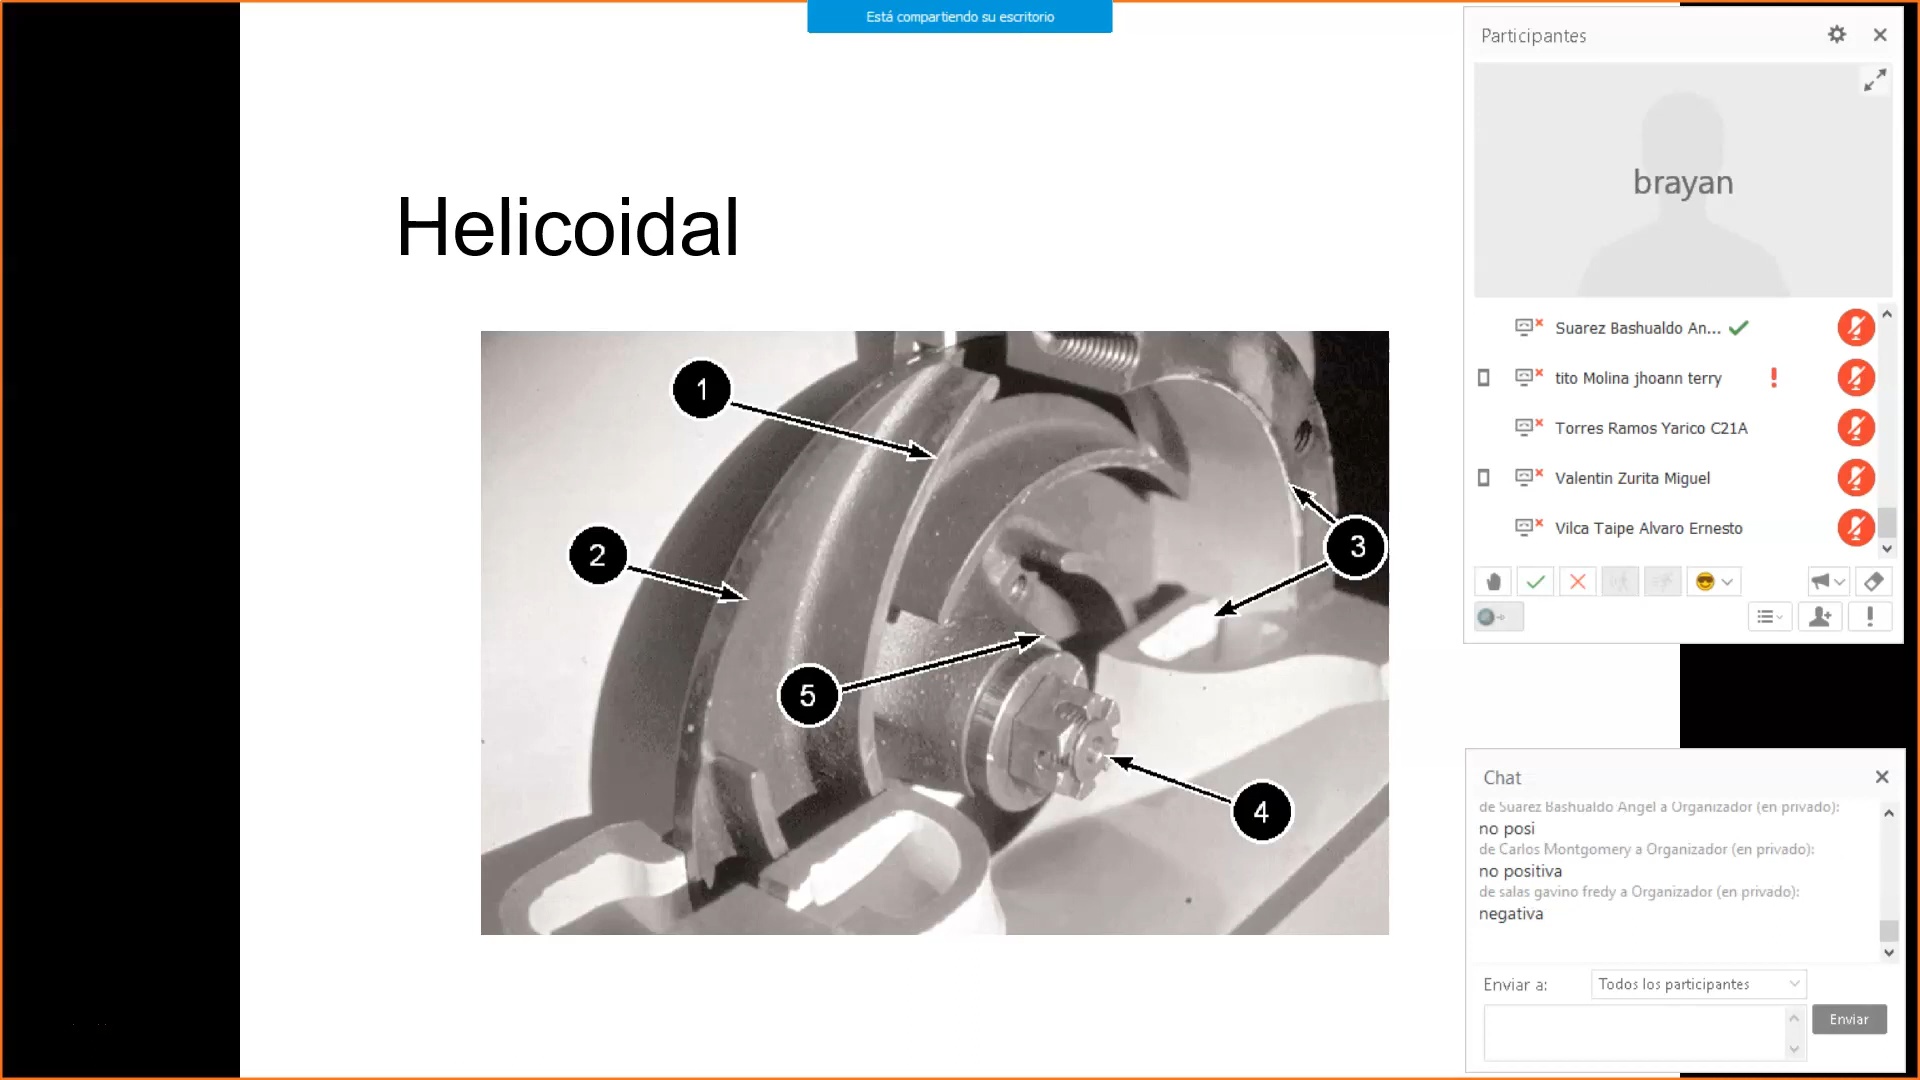 Está compartiendo su escritorio
Helicoidal
1
2
3
5
4
Participantes
brayan
Suarez Bashualdo An...
tito Molina jhoann terry
Torres Ramos Yarico C21A
Valentin Zurita Miguel
Vilca Taipe Alvaro Ernesto
Chat
de Suarez Bashualdo Angel a Organizador (en privado):
no posi
de Carlos Montgomery a Organizador (en privado):
no positiva
de salas gavino fredy a Organizador (en privado):
negativa
Enviar a:
Todos los participantes
Enviar